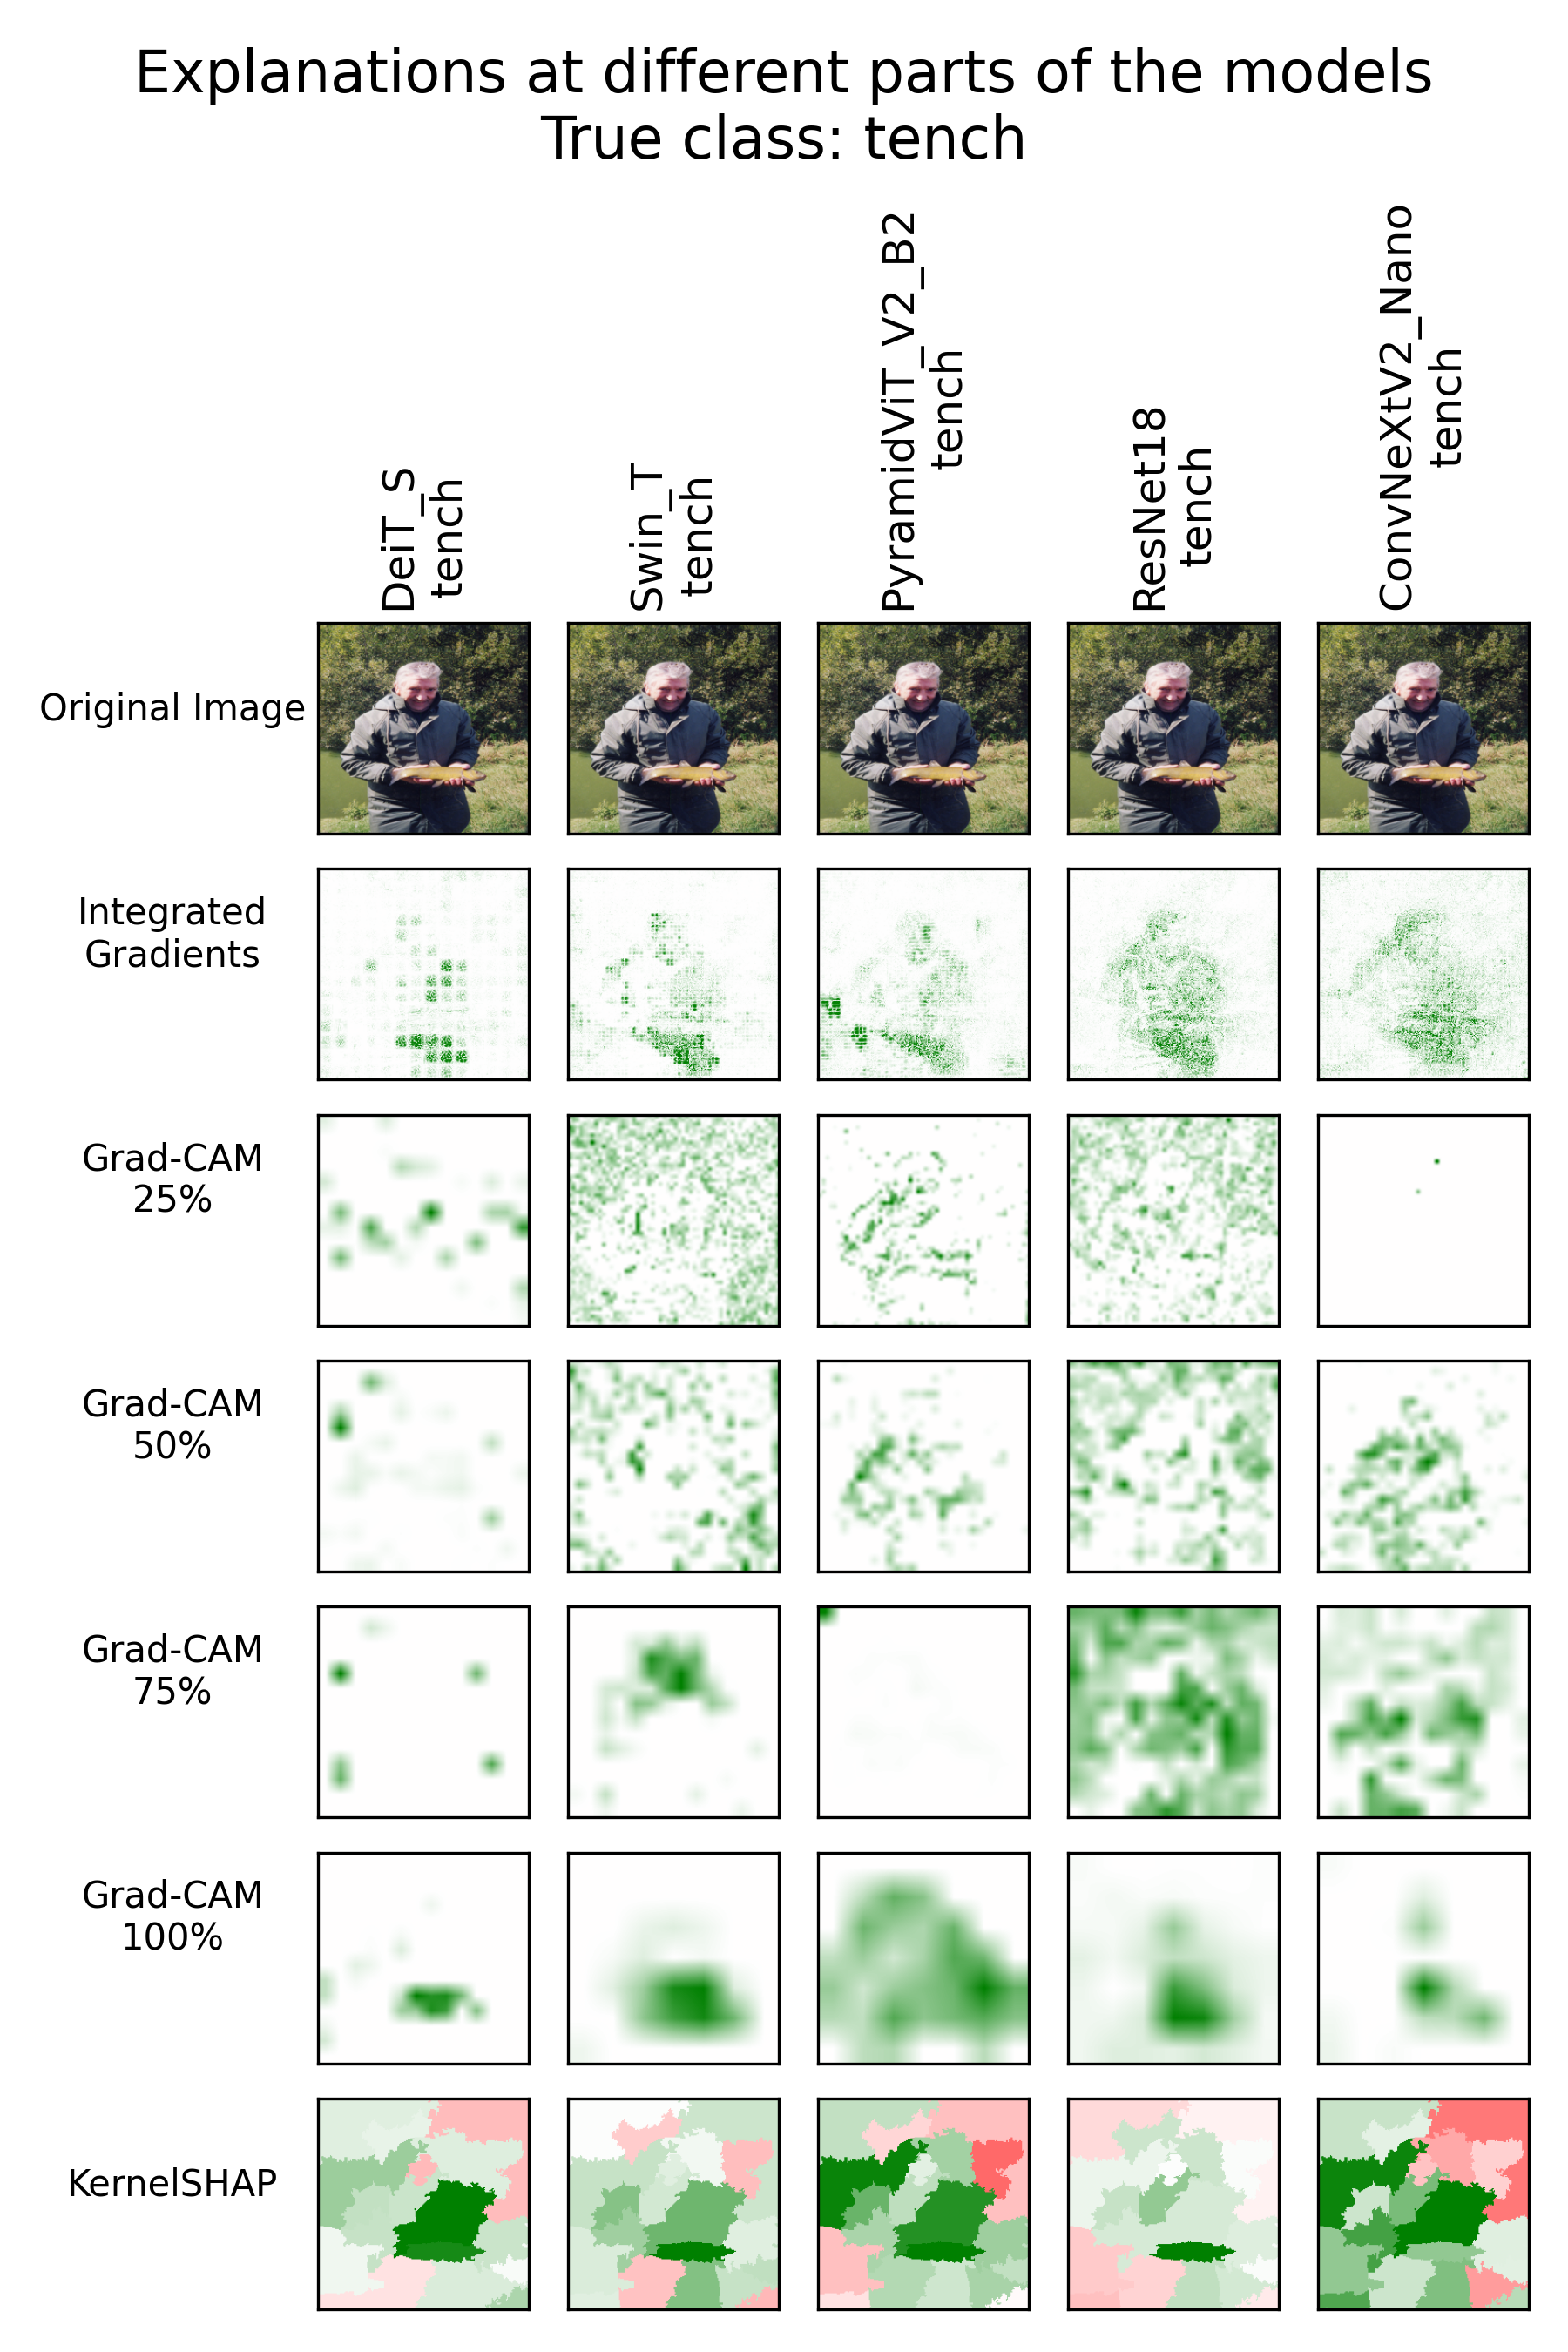 Explanations at different parts of the models
True class: tench
DeiT_S
tench
Swin_T
tench
PyramidViT_V2_B2
tench
ResNet18
tench
ConvNeXtV2_Nano
tench
Original Image
Integrated
Gradients
Grad-CAM
25%
Grad-CAM
50%
Grad-CAM
75%
Grad-CAM
100%
KernelSHAP